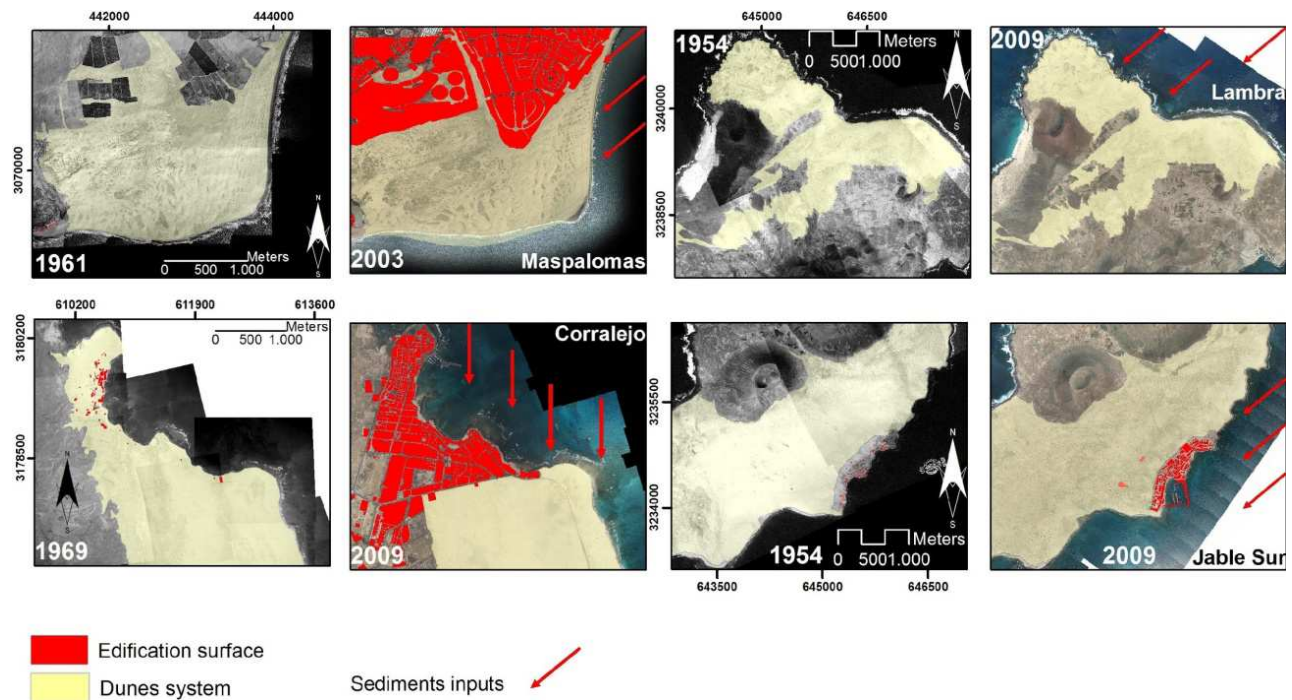 442000 444000
645000 646500
3070000
1961
0 500 1.000 Meters
N
S
2003
Maspalomas
1954
Meters
0 5001.000
3240000
3238500
N
S
2009
Lambra
610200 611900 613600
3180200
3178500
Meters
0 500 1.000
N
S
1969
Corralejo
2009
3235500
3234000
N
S
1954
Meters
0 5001.000
643500 645000 646500
2009
Jable Sur
Edification surface
Dunes system
Sediments inputs